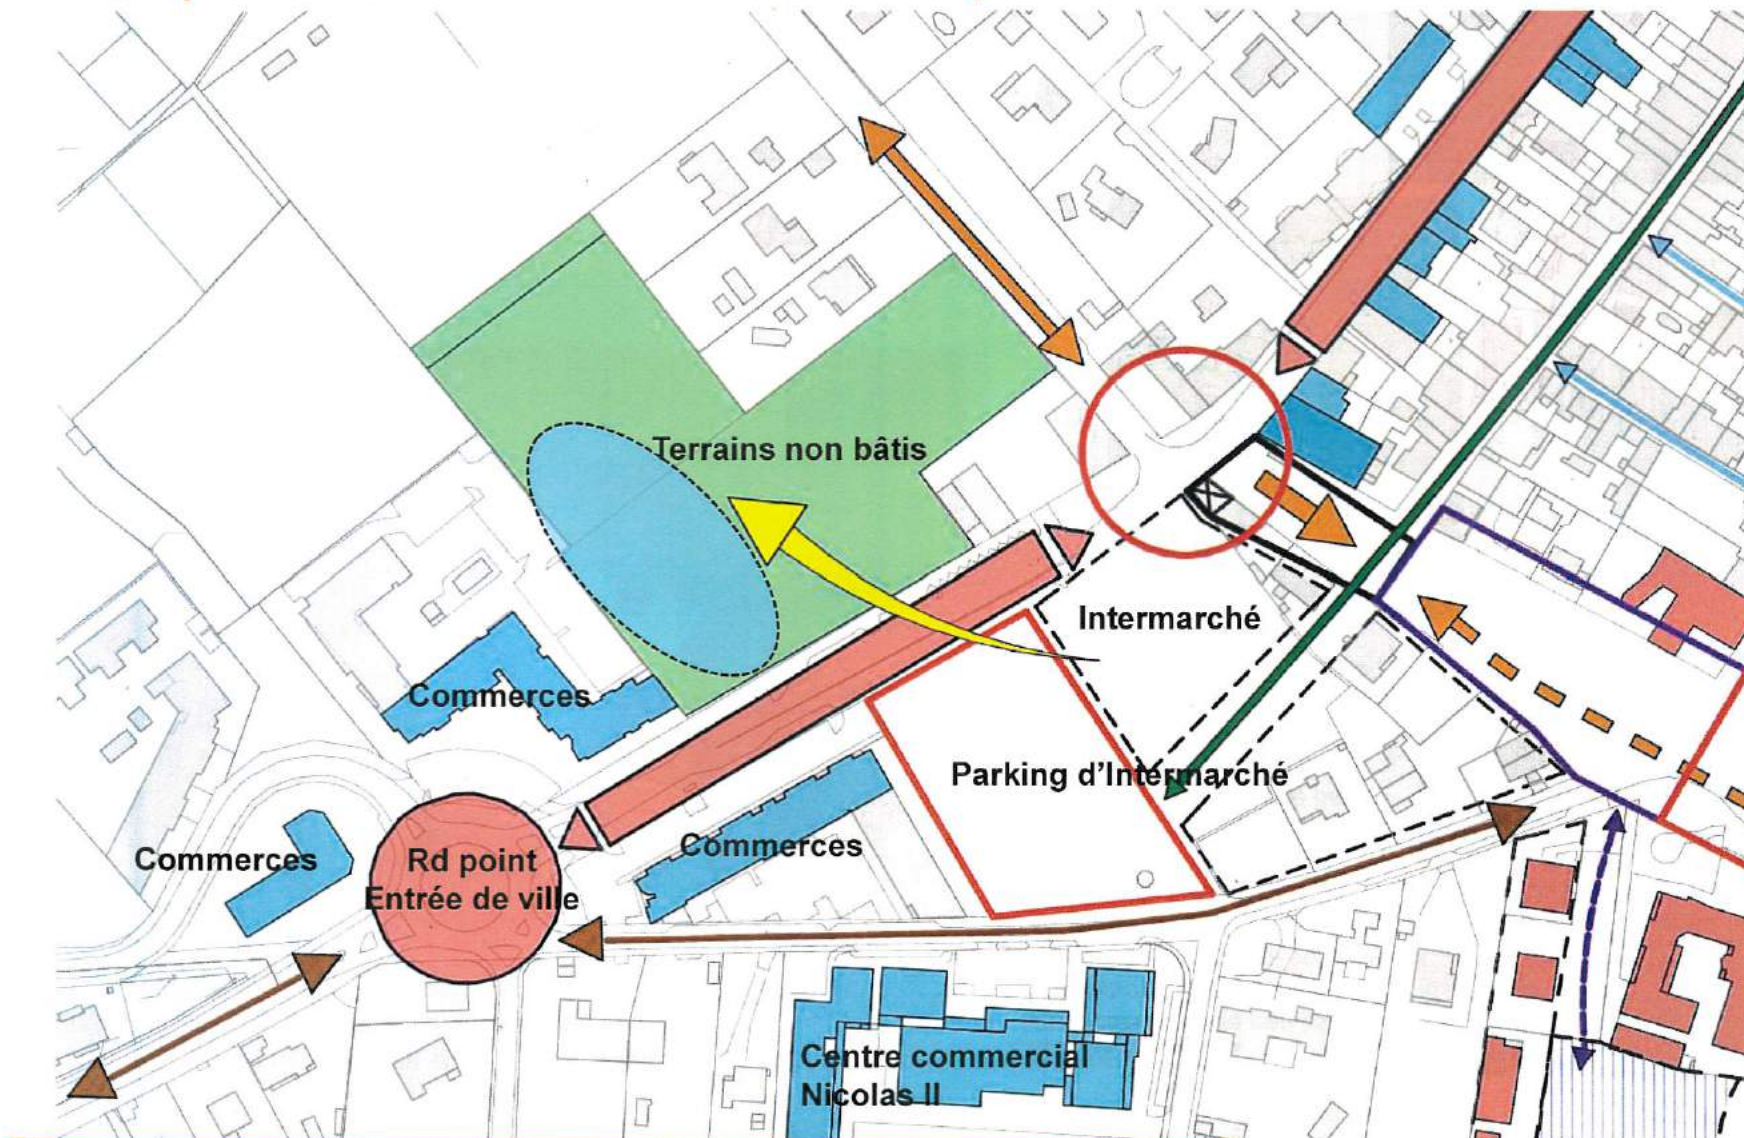 Terrains non bâtis
Intermarché
Commerces
Parking d'Intermarché
Commerces
Commerces
Rd point
Entrée de ville
Centre commercial
Nicolas II